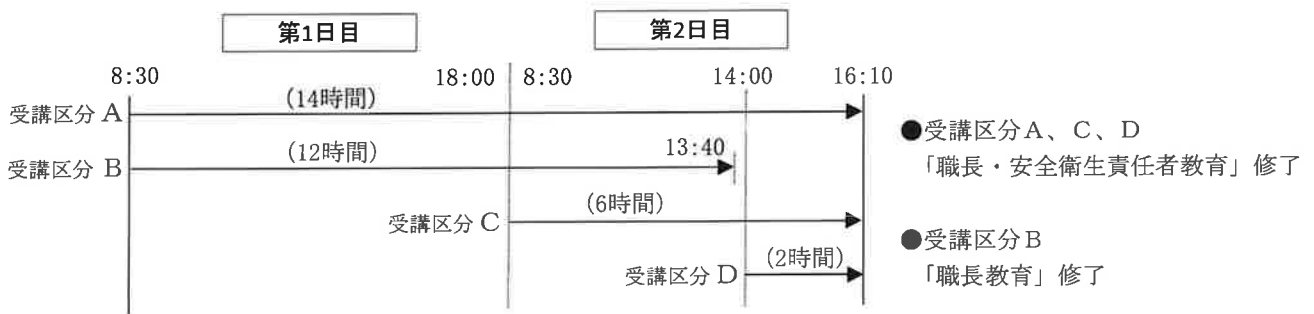 第1日目
第2日目
8:30
18:00
8:30
14:00
16:10
受講区分 A
(14時間)
受講区分 B
(12時間)
13:40
受講区分 C
(6時間)
受講区分 D
(2時間)
●受講区分A、C、D
「職長・安全衛生責任者教育」修了
●受講区分B
「職長教育」修了